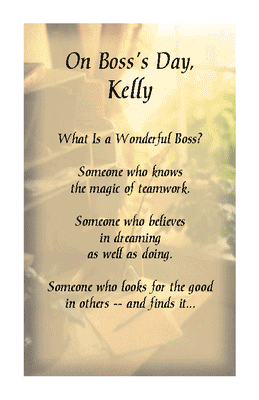 On Boss's Day,
Kelly
What Is a Wonderful Boss?
Someone who knows
the magic of teamwork.
Someone who believes
in dreaming
as well as doing.
Someone who looks for the good
in others -- and finds it...